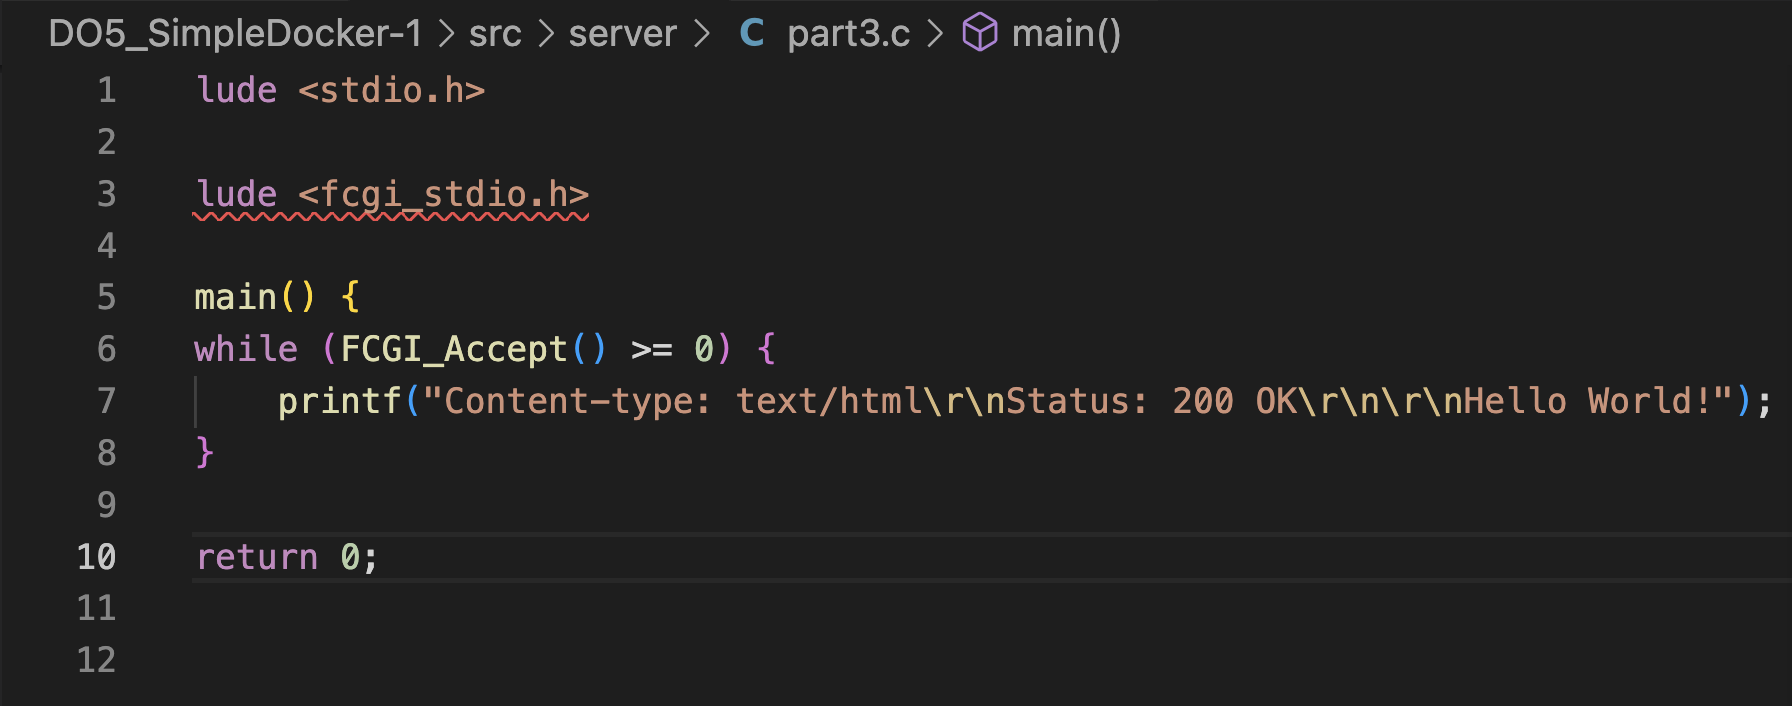 DO5_SimpleDocker-1 > src > server > C part3.c > main()
1 lude <stdio.h>
2
3 lude <fcgi_stdio.h>
4
5 main() {
6 while (FCGI_Accept() >= 0) {
7     printf("Content-type: text/html\r\nStatus: 200 OK\r\n\r\nHello World!");
8 }
9
10 return 0;
11
12